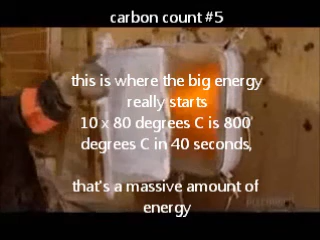 carbon count #5
this is where the big energy
really starts
10 x 80 degrees C is 800
degrees C in 40 seconds,
that's a massive amount of
energy